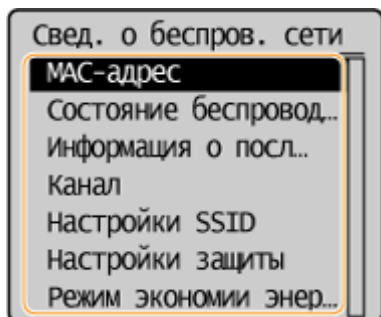 Свед. о беспров. сети
MAC-адрес
Состояние беспровод…
Информация о посл…
Канал
Настройки SSID
Настройки защиты
Режим экономии энер…